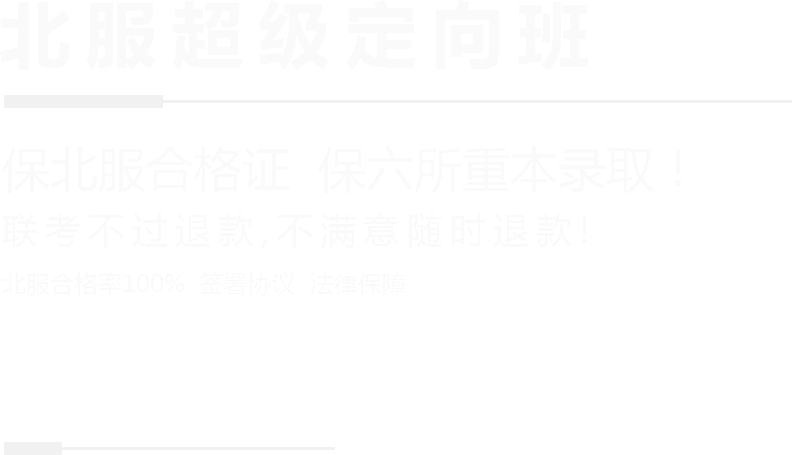 北服超级定向班
保北服合格证 保六所重本录取！
联考不过退款,不满意随时退款!
北服合格率100% 签署协议 法律保障